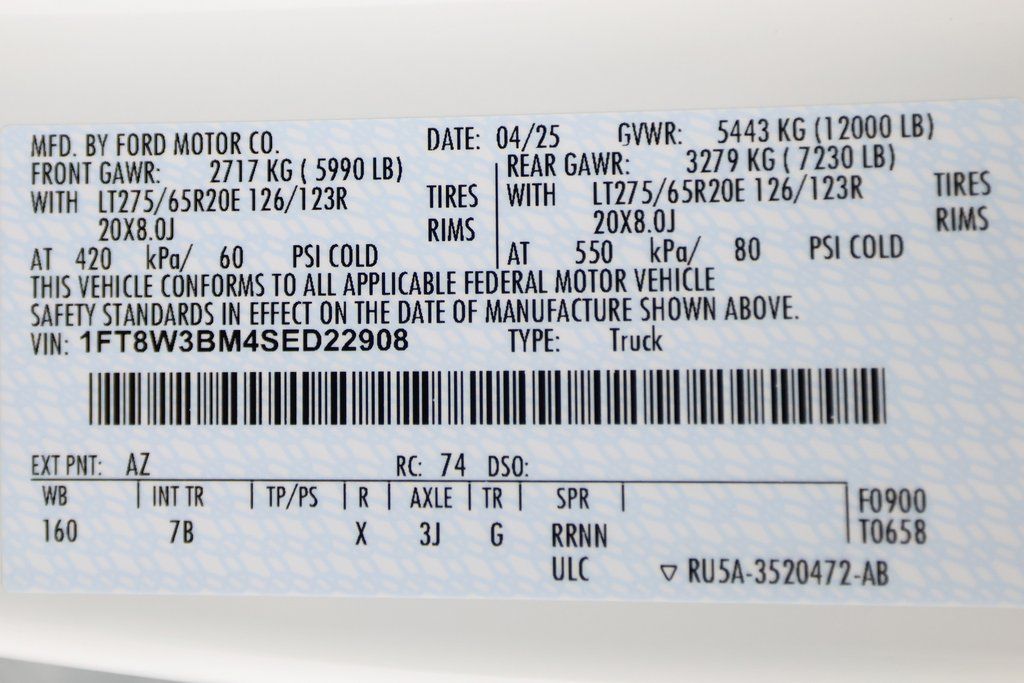 MFD. BY FORD MOTOR CO. DATE: 04/25 GVWR: 5443 KG (12000 LB)
FRONT GAWR: 2717 KG ( 5990 LB) REAR GAWR: 3279 KG ( 7230 LB)
WITH LT275/65R20E 126/123R TIRES WITH LT275/65R20E 126/123R TIRES
20X8.0J RIMS 20X8.0J RIMS
AT 420 kPa/ 60 PSI COLD AT 550 kPa/ 80 PSI COLD
THIS VEHICLE CONFORMS TO ALL APPLICABLE FEDERAL MOTOR VEHICLE
SAFETY STANDARDS IN EFFECT ON THE DATE OF MANUFACTURE SHOWN ABOVE.
VIN: 1FT8W3BM4SED22908 TYPE: Truck
EXT PNT: AZ RC: 74 DSO:
WB INT TR TP/PS R AXLE TR SPR F0900
160 7B X 3J G RRNN T0658
ULC ▽ RU5A-3520472-AB